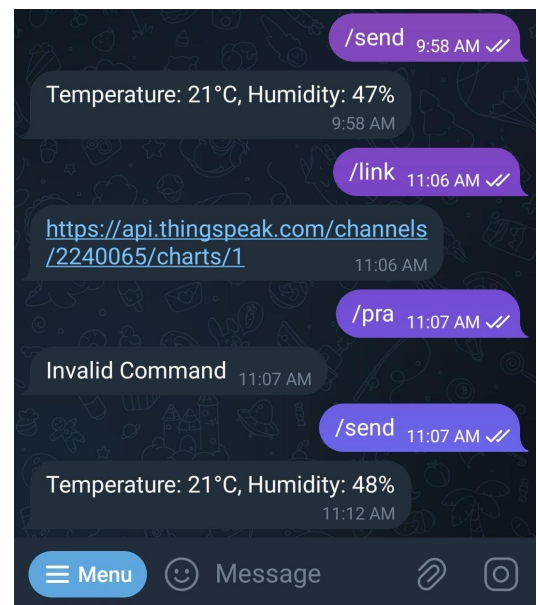 /send 9:58 AM
Temperature: 21°C, Humidity: 47%
9:58 AM
/link 11:06 AM
https://api.thingspeak.com/channels
/2240065/charts/1 11:06 AM
/pra 11:07 AM
Invalid Command 11:07 AM
/send 11:07 AM
Temperature: 21°C, Humidity: 48%
11:12 AM
Menu Message